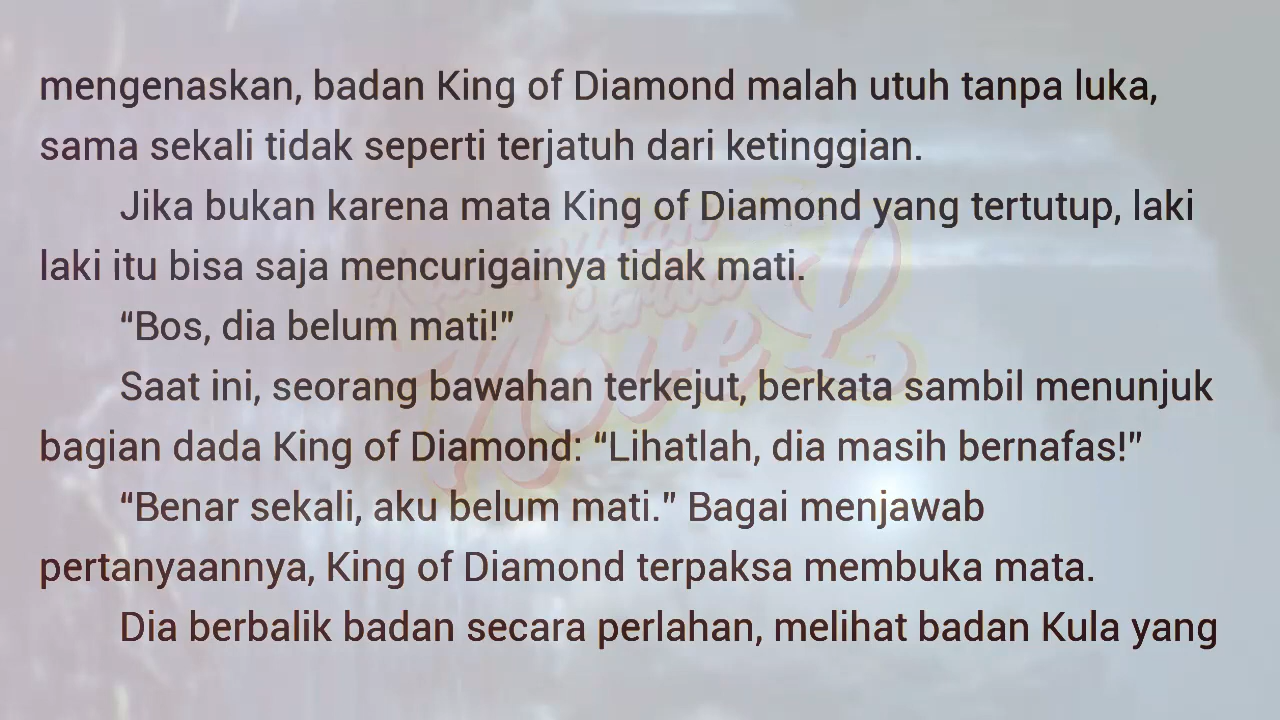 mengenaskan, badan King of Diamond malah utuh tanpa luka,
sama sekali tidak seperti terjatuh dari ketinggian.
Jika bukan karena mata King of Diamond yang tertutup, laki
laki itu bisa saja mencurigainya tidak mati.
“Bos, dia belum mati!”
Saat ini, seorang bawahan terkejut, berkata sambil menunjuk
bagian dada King of Diamond: “Lihatlah, dia masih bernafas!”
“Benar sekali, aku belum mati.” Bagai menjawab
pertanyaannya, King of Diamond terpaksa membuka mata.
Dia berbalik badan secara perlahan, melihat badan Kula yang